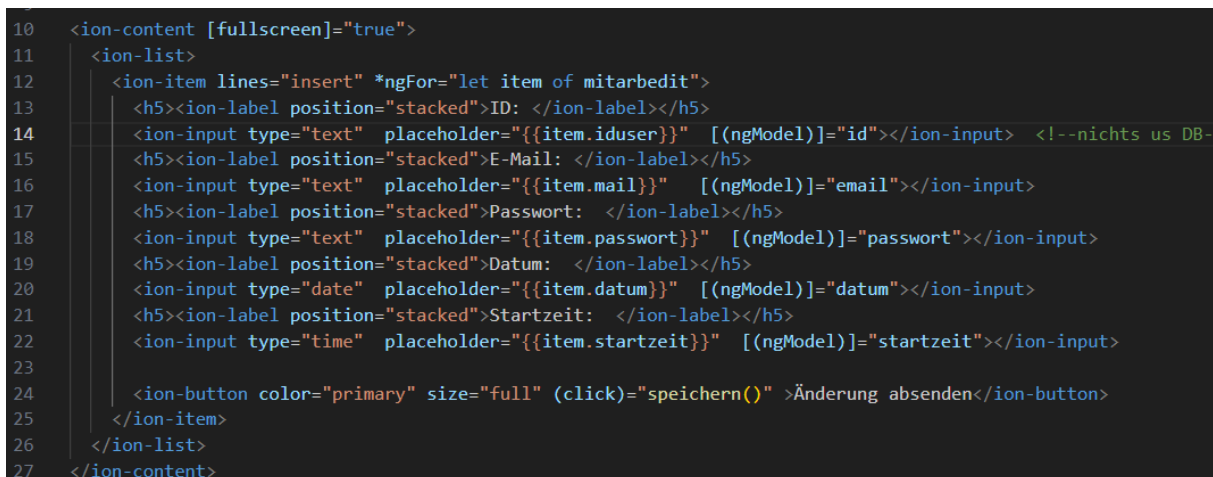 10 <ion-content [fullscreen]="true">
11 <ion-list>
12 <ion-item lines="insert" *ngFor="let item of mitarbedit">
13 <h5><ion-label position="stacked">ID: </ion-label></h5>
14 <ion-input type="text"  placeholder="{{item.iduser}}"  [(ngModel)]="id"></ion-input>  <!--nichts us DB-
15 <h5><ion-label position="stacked">E-Mail: </ion-label></h5>
16 <ion-input type="text"  placeholder="{{item.mail}}"   [(ngModel)]="email"></ion-input>
17 <h5><ion-label position="stacked">Passwort:  </ion-label></h5>
18 <ion-input type="text"  placeholder="{{item.passwort}}"  [(ngModel)]="passwort"></ion-input>
19 <h5><ion-label position="stacked">Datum:  </ion-label></h5>
20 <ion-input type="date"  placeholder="{{item.datum}}"  [(ngModel)]="datum"></ion-input>
21 <h5><ion-label position="stacked">Startzeit:  </ion-label></h5>
22 <ion-input type="time"  placeholder="{{item.startzeit}}"  [(ngModel)]="startzeit"></ion-input>
23
24 <ion-button color="primary" size="full" (click)="speichern()" >Änderung absenden</ion-button>
25 </ion-item>
26 </ion-list>
27 </ion-content>